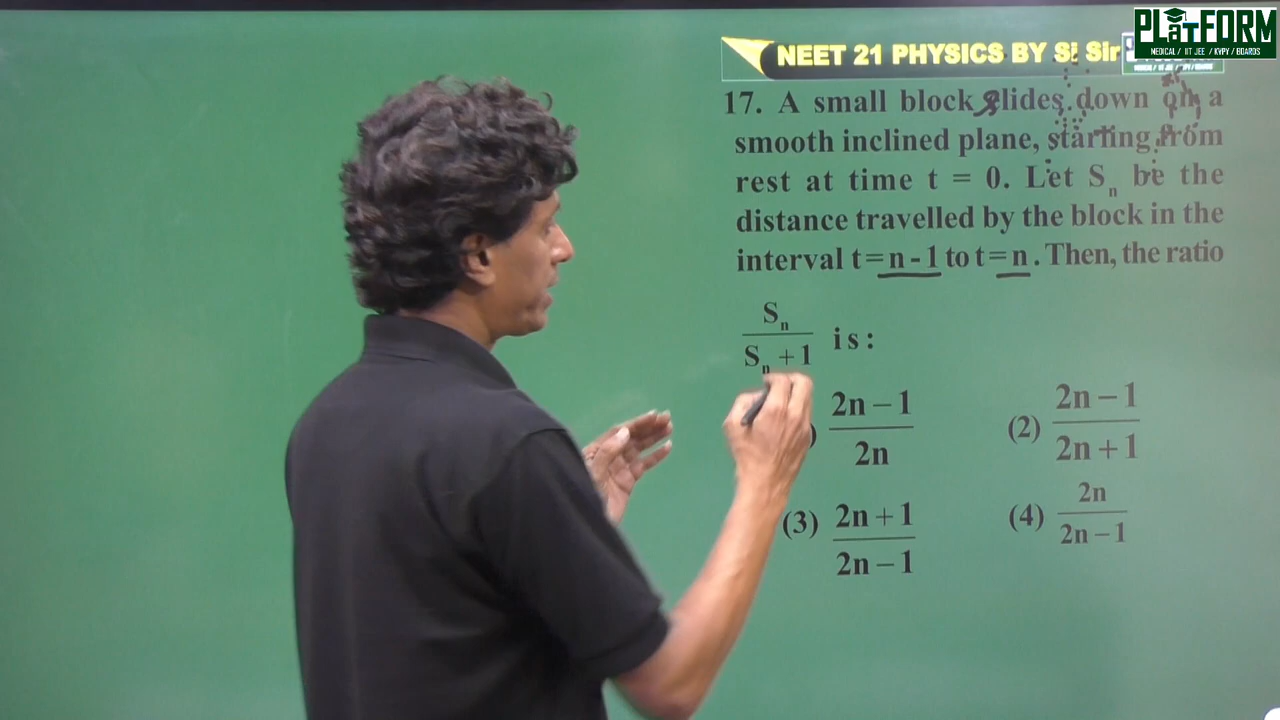 PLatFORM
MEDICAL / IIT JEE / KVPY / BOARDS
NEET 21 PHYSICS BY Si Sir
17. A small block slides down on a
smooth inclined plane, starting from
rest at time t = 0. Let Sn be the
distance travelled by the block in the
interval t=n-1 to t=n. Then, the ratio
Sn
Sn +1 is:
2n − 1
2n
(2) 2n − 1
2n + 1
(3) 2n + 1
2n − 1
(4) 2n
2n − 1